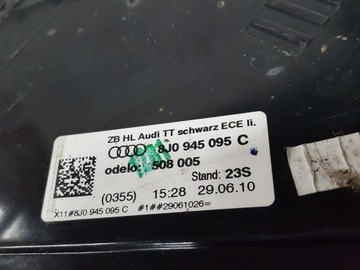 ZB HL Audi TT schwarz ECE li.
8J0 945 095 C
odelo: 508 005
Stand: 23S
(0355) 15:28 29.06.10
X11#8J0 945 095 C #1##29061026=